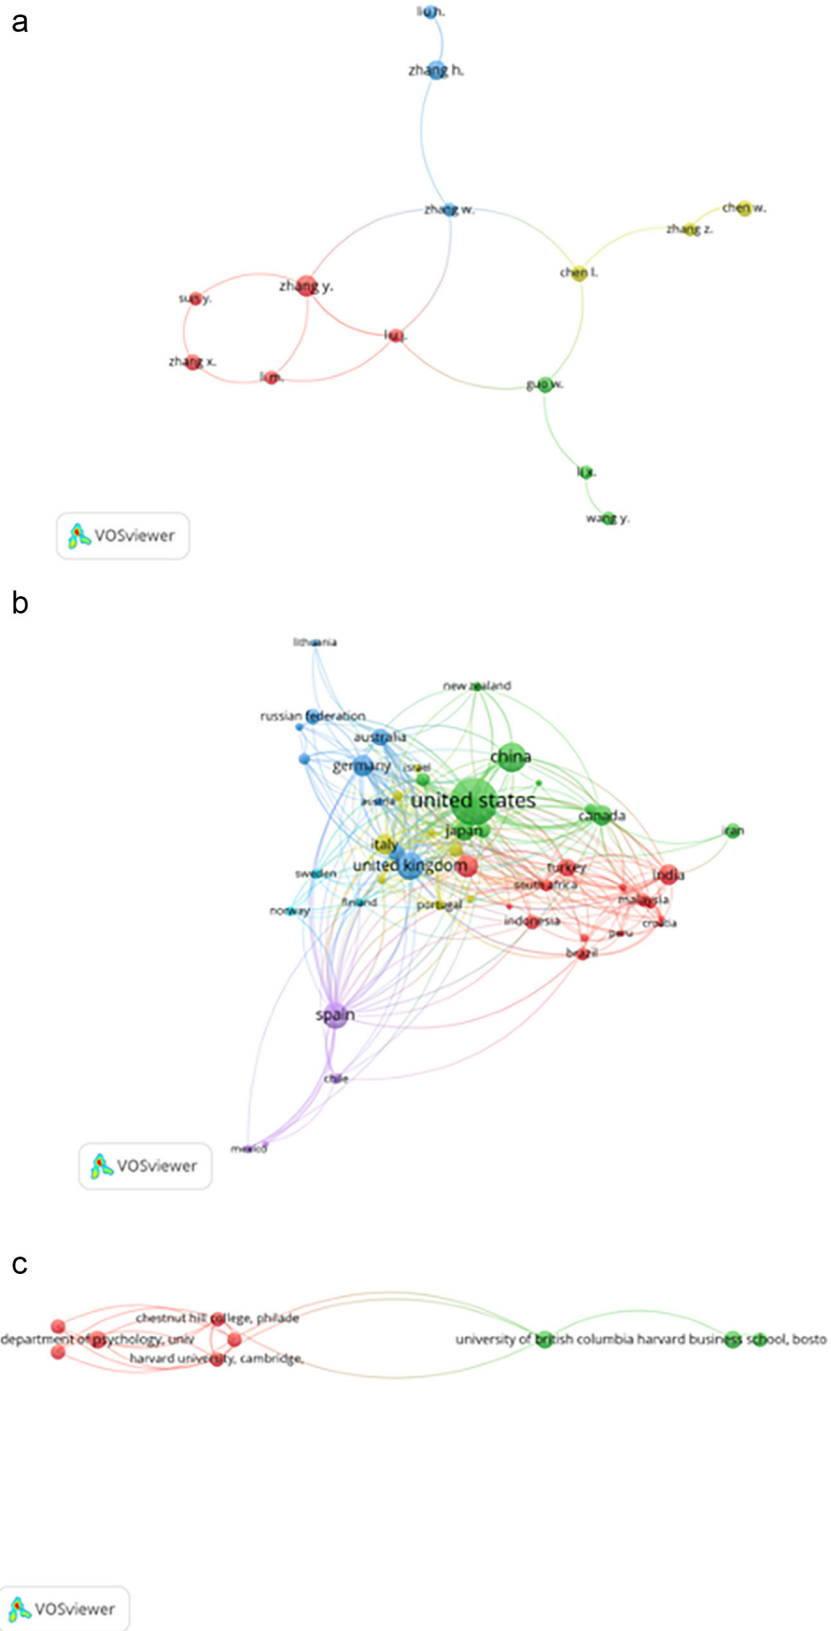 a
liu h.
zhang h.
zhang w.
chen w.
zhang z.
chen l.
zhang y.
suis y.
liu j.
zhang x.
li m.
guo w.
li x.
wang y.
VOSviewer
b
lithuania
new zealand
russian federation
australia
china
germany
israel
austria
united states
canada
japan
iran
italy
united kingdom
turkey
sweden
india
south africa
malaysia
norway
finland
portugal
indonesia
croatia
peru
brazil
spain
chile
mexico
VOSviewer
c
chestnut hill college, philade
department of psychology, univ
university of british columbia
harvard business school, bosto
harvard university, cambridge,
VOSviewer